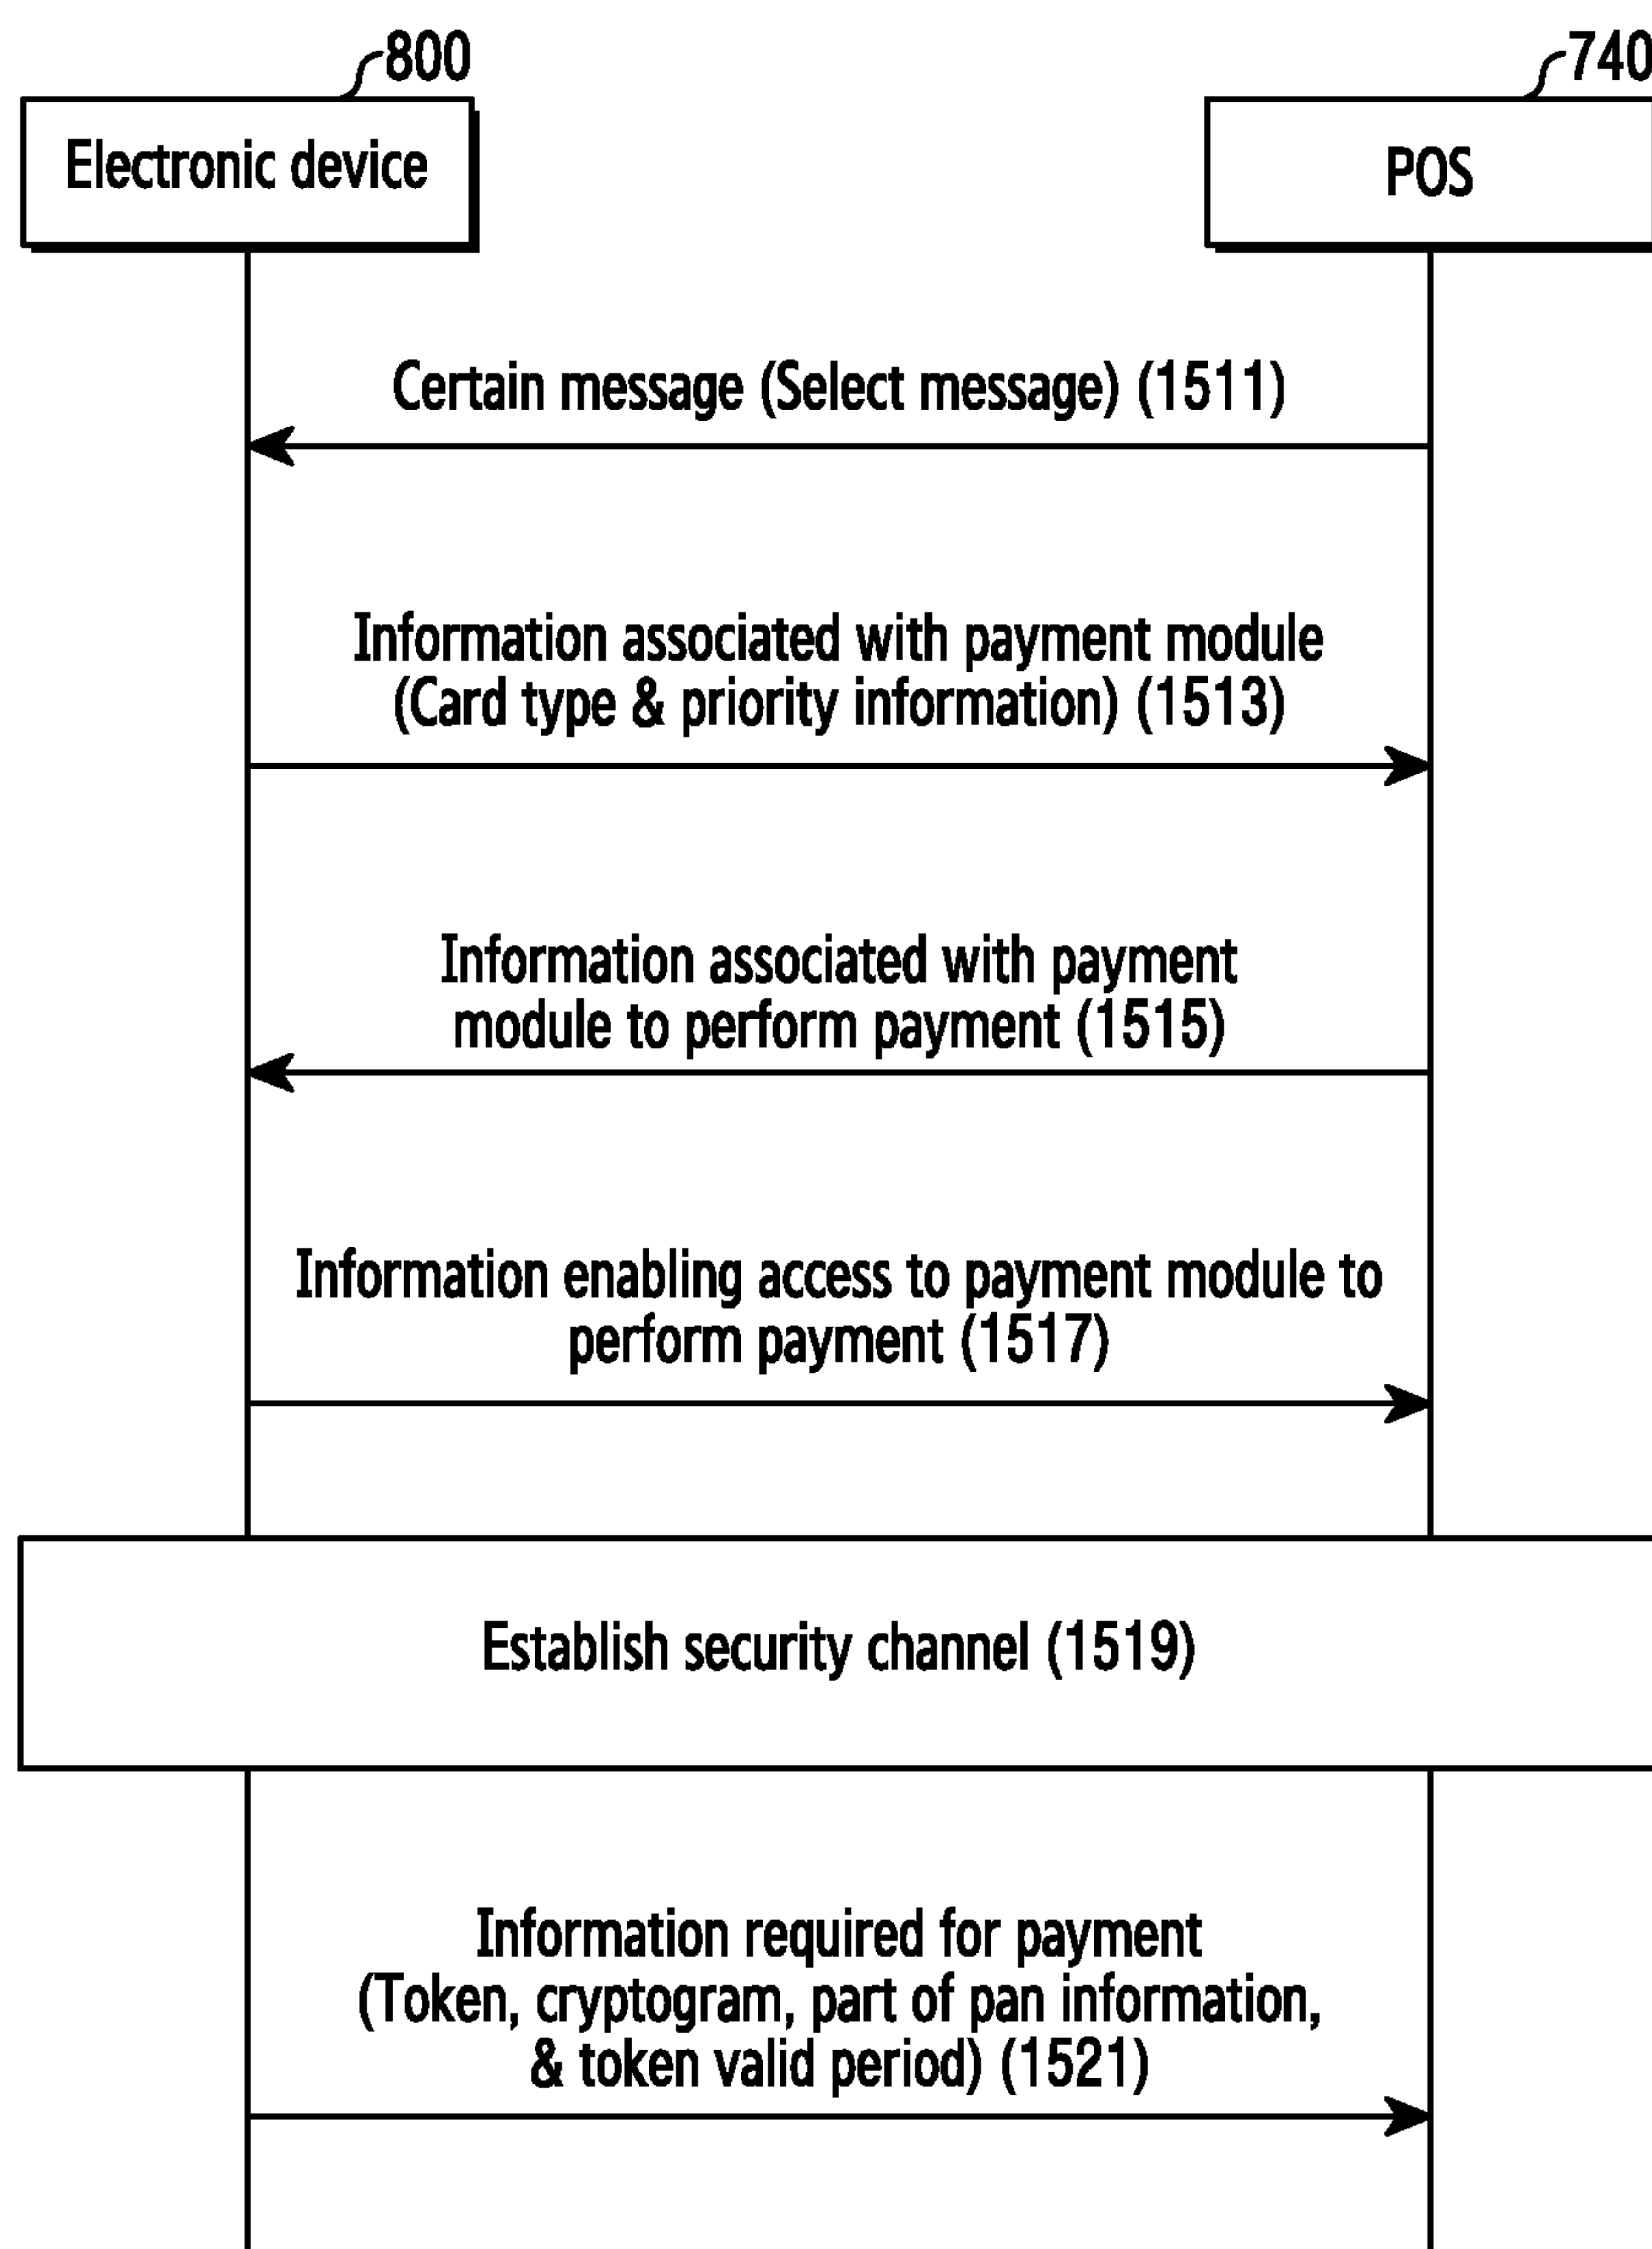 800
740
Electronic device
POS
Certain message (Select message) (1511)
Information associated with payment module
(Card type & priority information) (1513)
Information associated with payment
module to perform payment (1515)
Information enabling access to payment module to
perform payment (1517)
Establish security channel (1519)
Information required for payment
(Token, cryptogram, part of pan information,
& token valid period) (1521)